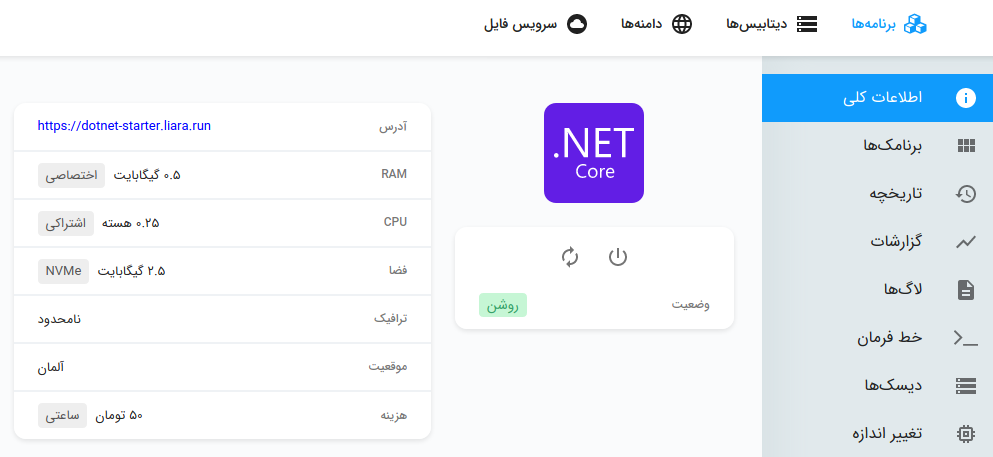 برنامه‌ها
دیتابیس‌ها
دامنه‌ها
سرویس فایل
اطلاعات کلی
برنامک‌ها
تاریخچه
گزارشات
لاگ‌ها
خط فرمان
دیسک‌ها
تغییر اندازه
.NET
Core
وضعیت روشن
آدرس https://dotnet-starter.liara.run
RAM ۰.۵ گیگابایت اختصاصی
CPU ۰.۲۵ هسته اشتراکی
فضا ۲.۵ گیگابایت NVMe
ترافیک نامحدود
موقعیت آلمان
هزینه ۵۰ تومان ساعتی